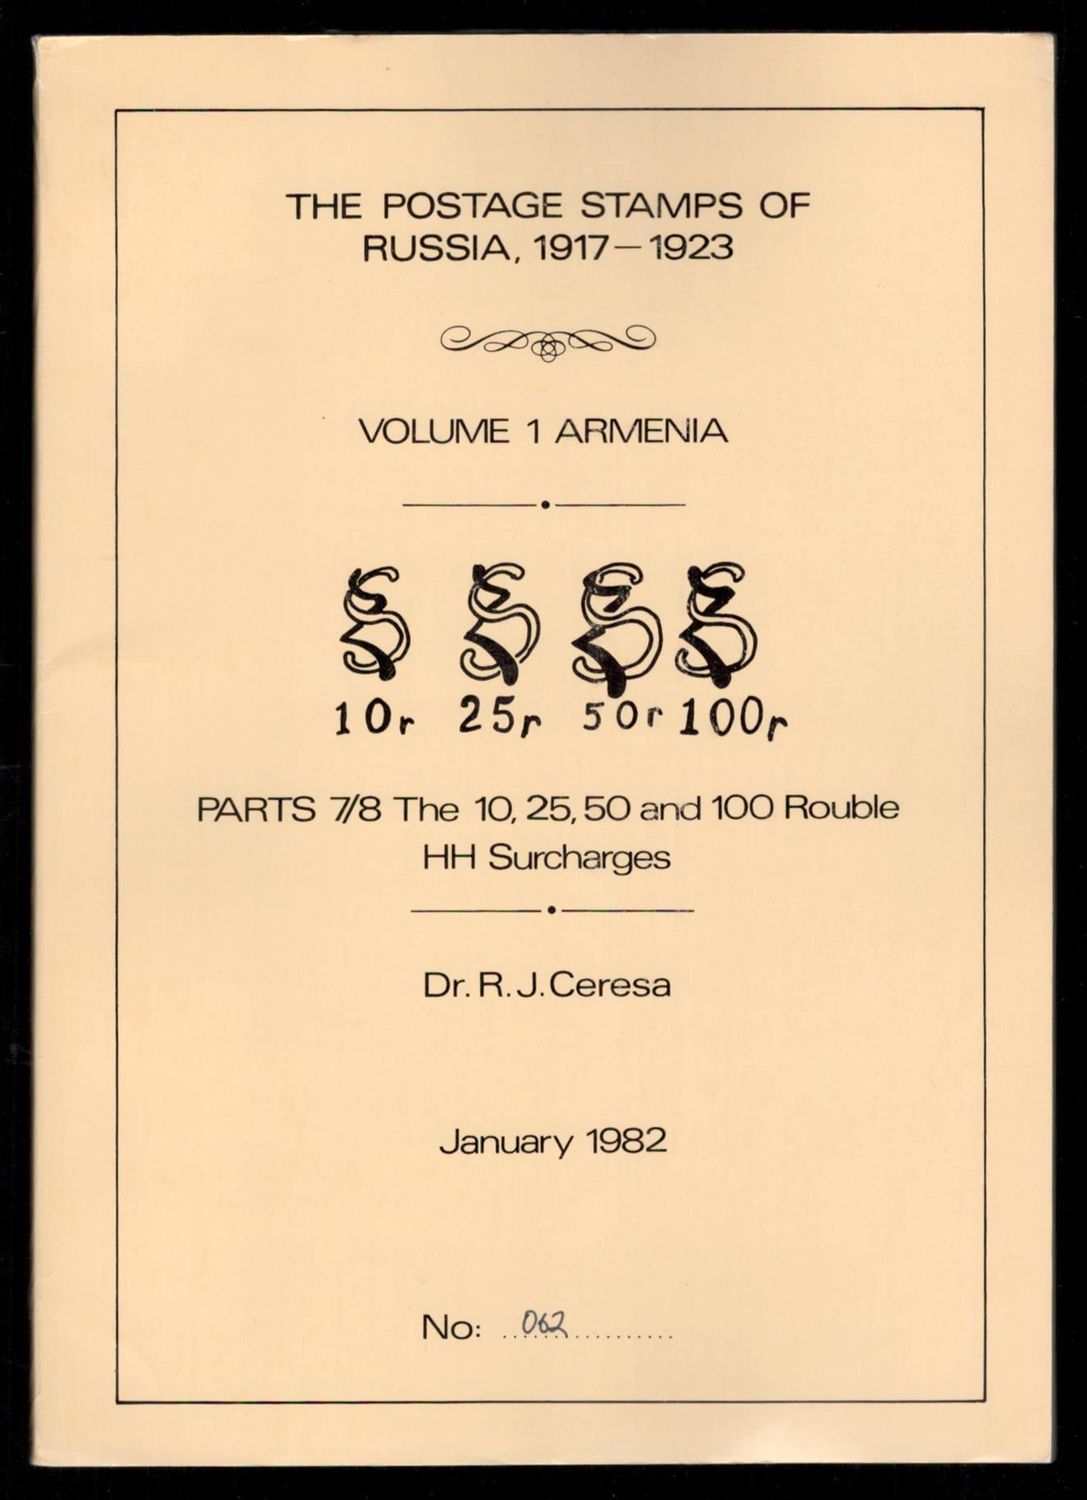 THE POSTAGE STAMPS OF
RUSSIA, 1917—1923
VOLUME 1 ARMENIA
10r 25r 50r 100r
PARTS 7/8 The 10, 25, 50 and 100 Rouble
HH Surcharges
Dr. R. J. Ceresa
January 1982
No: 062